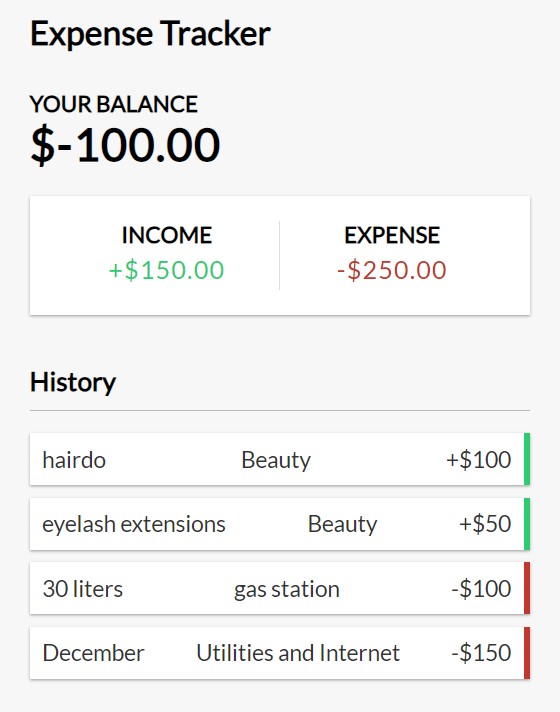 Expense Tracker
YOUR BALANCE
$-100.00
INCOME EXPENSE
+$150.00 -$250.00
History
hairdo Beauty +$100
eyelash extensions Beauty +$50
30 liters gas station -$100
December Utilities and Internet -$150